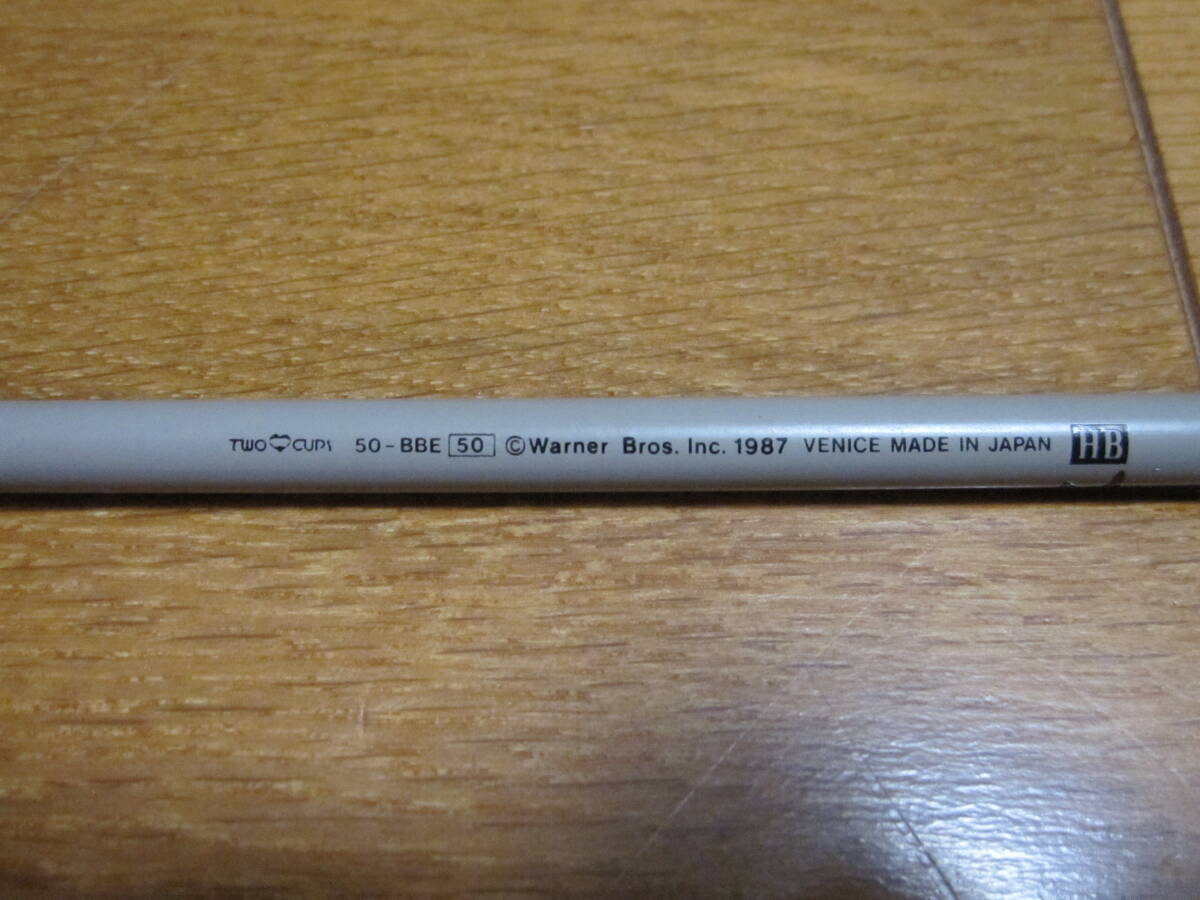 TWO CUPS 50-BBE 50 ©Warner Bros. Inc. 1987 VENICE MADE IN JAPAN HB